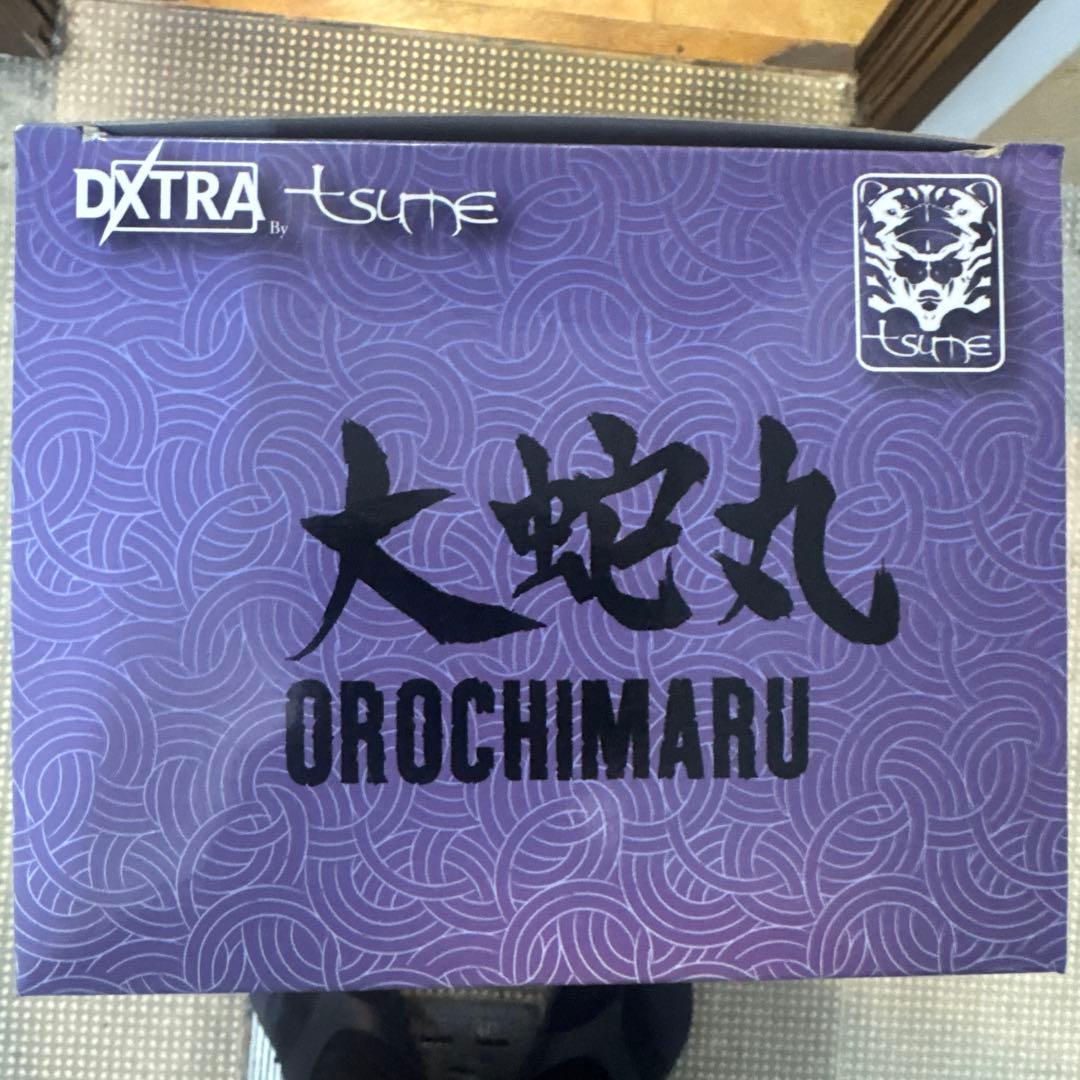 DXTRA By tsume
tsume
大蛇丸
OROCHIMARU